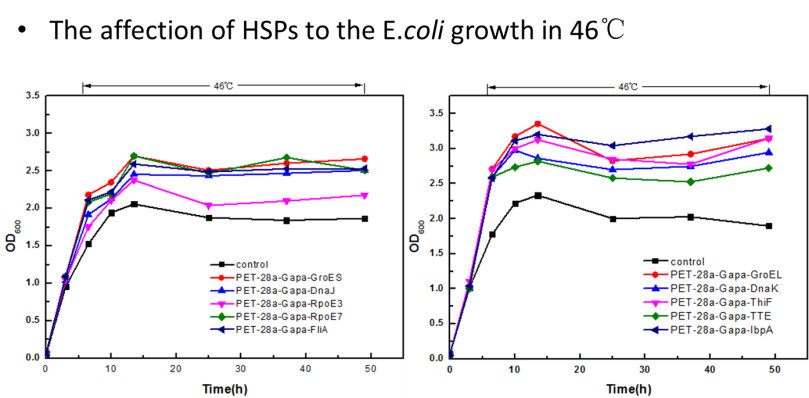 • The affection of HSPs to the E.coli growth in 46℃
46℃
3.5
3.0
2.5
2.0
1.5
1.0
0.5
0.0
OD600
control
PET-28a-Gapa-GroES
PET-28a-Gapa-DnaJ
PET-28a-Gapa-RpoE3
PET-28a-Gapa-RpoE7
PET-28a-Gapa-FliA
0 10 20 30 40 50
Time(h)
46℃
3.5
3.0
2.5
2.0
1.5
1.0
0.5
0.0
OD600
control
PET-28a-Gapa-GroEL
PET-28a-Gapa-DnaK
PET-28a-Gapa-ThiF
PET-28a-Gapa-TTE
PET-28a-Gapa-IbpA
0 10 20 30 40 50
Time(h)